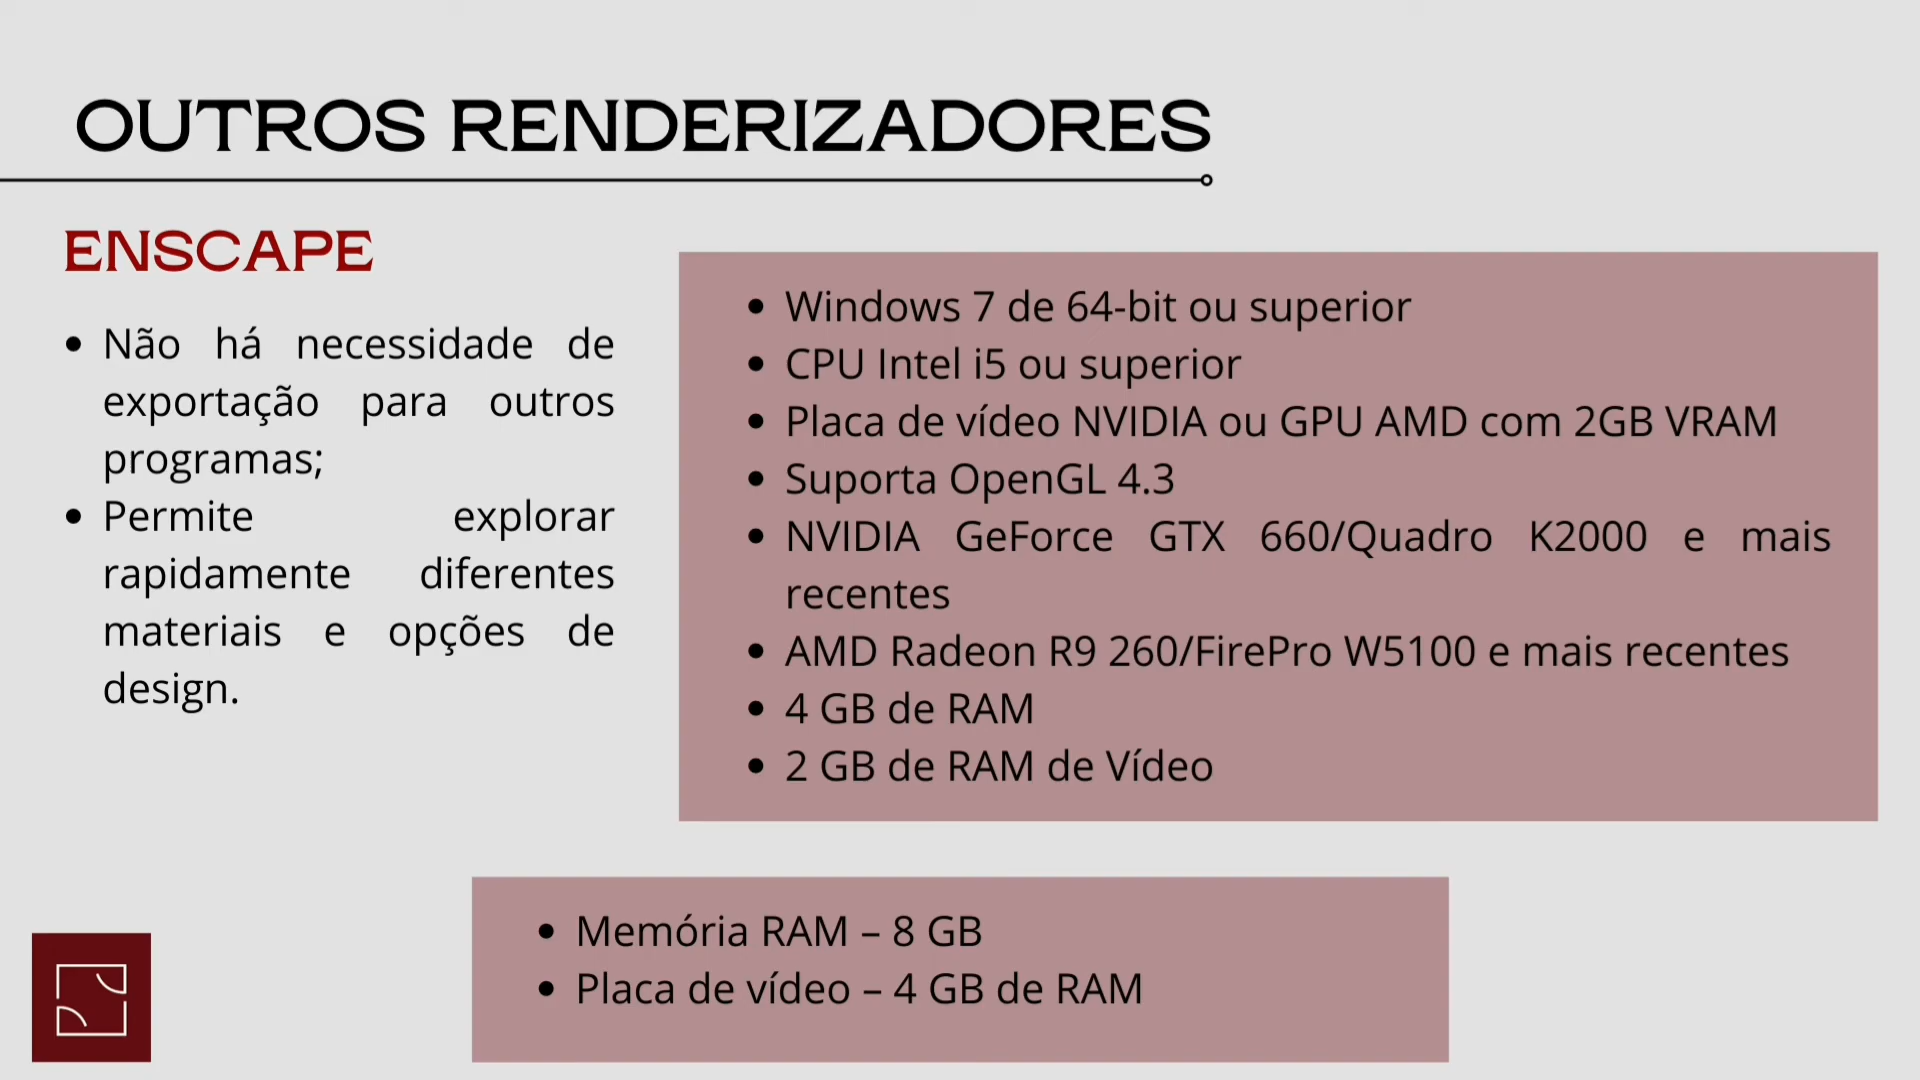 OUTROS RENDERIZADORES
ENSCAPE
• Não há necessidade de
exportação para outros
programas;
• Permite explorar
rapidamente diferentes
materiais e opções de
design.
• Windows 7 de 64-bit ou superior
• CPU Intel i5 ou superior
• Placa de vídeo NVIDIA ou GPU AMD com 2GB VRAM
• Suporta OpenGL 4.3
• NVIDIA GeForce GTX 660/Quadro K2000 e mais
recentes
• AMD Radeon R9 260/FirePro W5100 e mais recentes
• 4 GB de RAM
• 2 GB de RAM de Vídeo
• Memória RAM – 8 GB
• Placa de vídeo – 4 GB de RAM